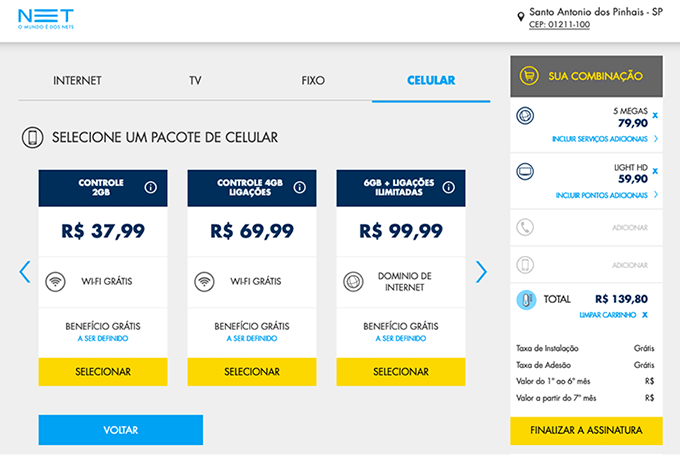 NET
O MUNDO É DOS NETS
Santo Antonio dos Pinhais - SP
CEP: 01211-100
INTERNET
TV
FIXO
CELULAR
SELECIONE UM PACOTE DE CELULAR
CONTROLE
2GB
R$ 37,99
WI-FI GRÁTIS
BENEFÍCIO GRÁTIS
A SER DEFINIDO
SELECIONAR
CONTROLE 4GB
LIGAÇÕES
R$ 69,99
WI-FI GRÁTIS
BENEFÍCIO GRÁTIS
A SER DEFINIDO
SELECIONAR
6GB + LIGAÇÕES
ILIMITADAS
R$ 99,99
DOMINIO DE
INTERNET
BENEFÍCIO GRÁTIS
A SER DEFINIDO
SELECIONAR
VOLTAR
SUA COMBINAÇÃO
5 MEGAS X
79,90
INCLUIR SERVIÇOS ADICIONAIS
LIGHT HD X
59,90
INCLUIR PONTOS ADICIONAIS
ADICIONAR
ADICIONAR
TOTAL R$ 139,80
LIMPAR CARRINHO X
Taxa de Instalação Grátis
Taxa de Adesão Grátis
Valor do 1° ao 6° mês R$
Valor a partir do 7° mês R$
FINALIZAR A ASSINATURA